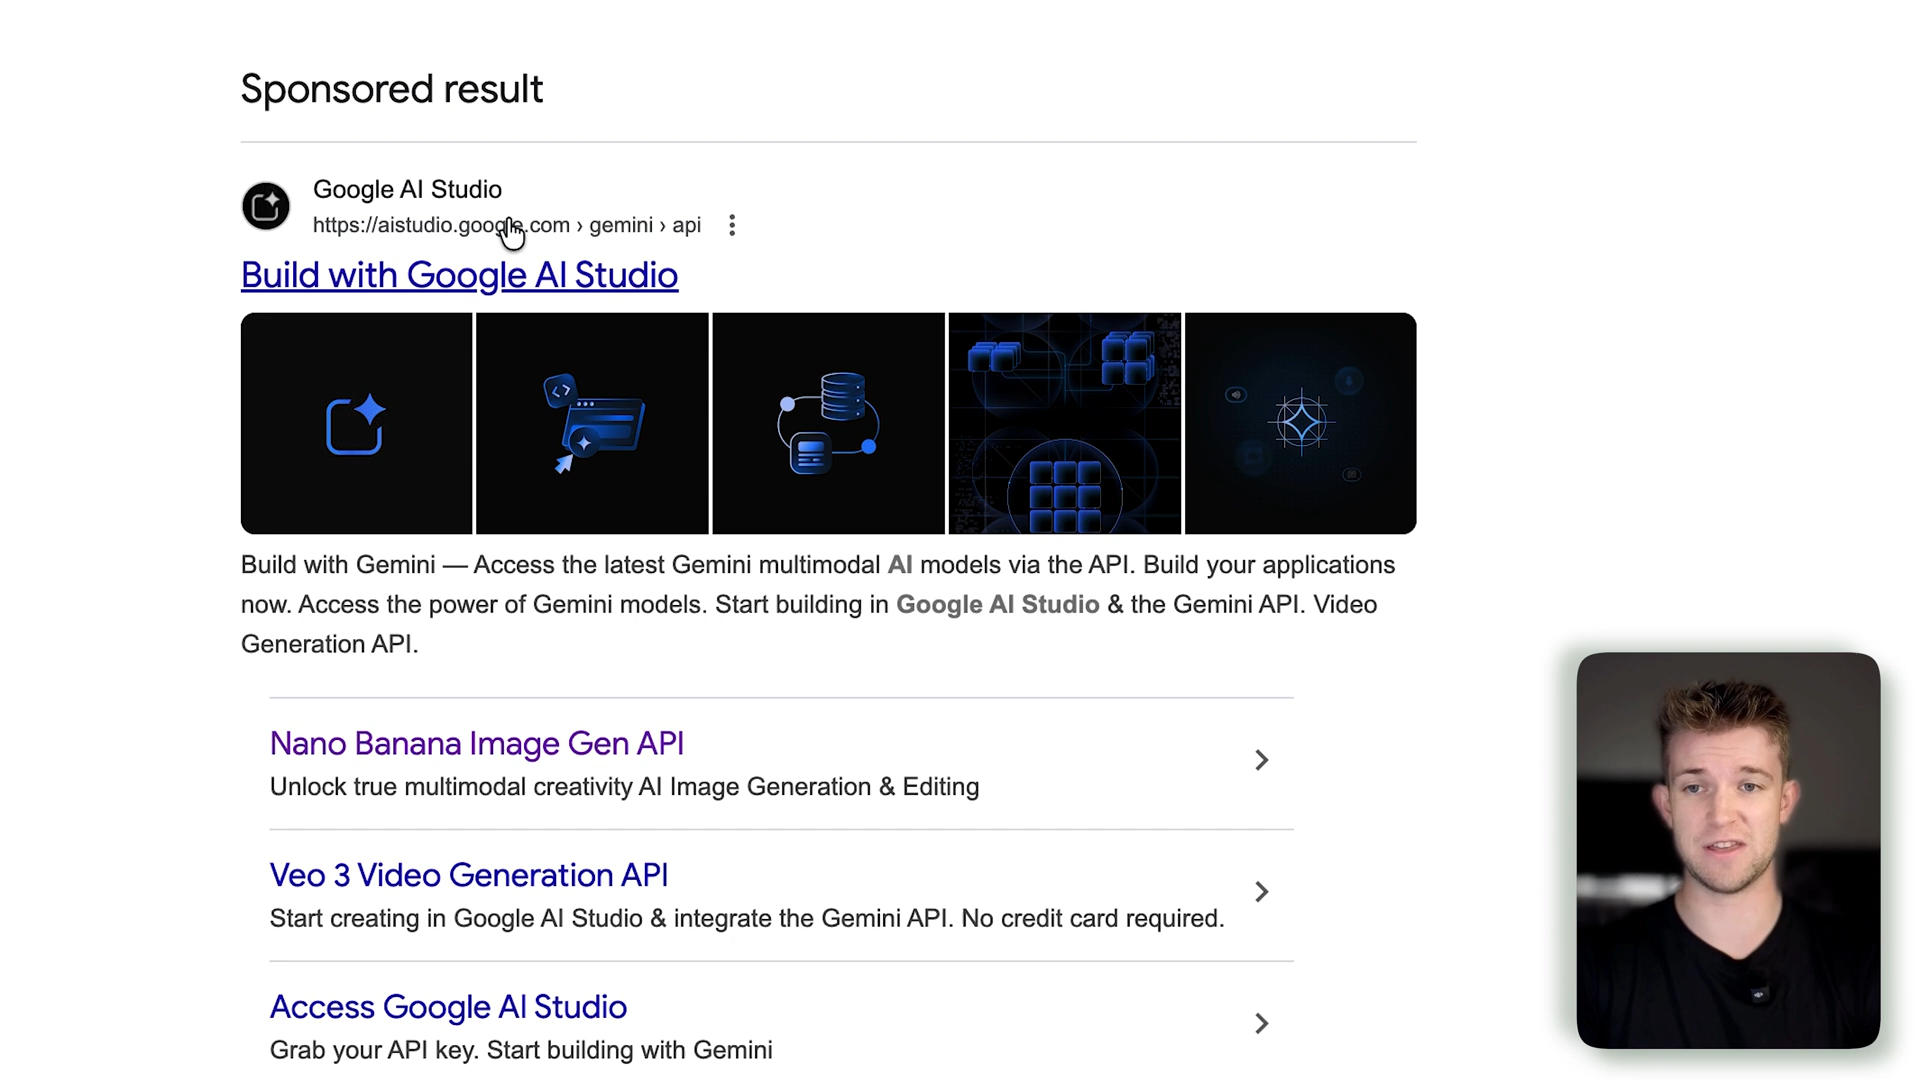 Sponsored result
Google AI Studio
https://aistudio.google.com › gemini › api
Build with Google AI Studio
Build with Gemini — Access the latest Gemini multimodal AI models via the API. Build your applications
now. Access the power of Gemini models. Start building in Google AI Studio & the Gemini API. Video
Generation API.
Nano Banana Image Gen API
Unlock true multimodal creativity AI Image Generation & Editing
Veo 3 Video Generation API
Start creating in Google AI Studio & integrate the Gemini API. No credit card required.
Access Google AI Studio
Grab your API key. Start building with Gemini